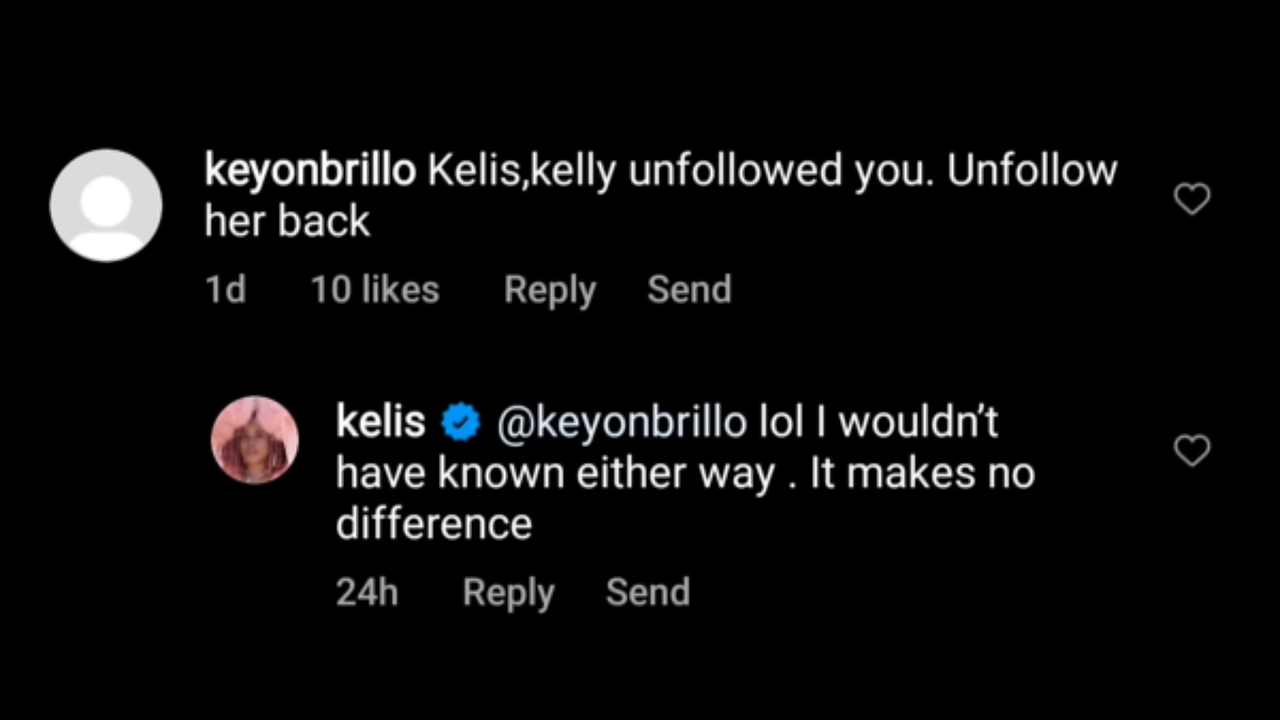 keyonbrillo Kelis,kelly unfollowed you. Unfollow
her back
1d 10 likes Reply Send
kelis @keyonbrillo lol I wouldn’t
have known either way . It makes no
difference
24h Reply Send